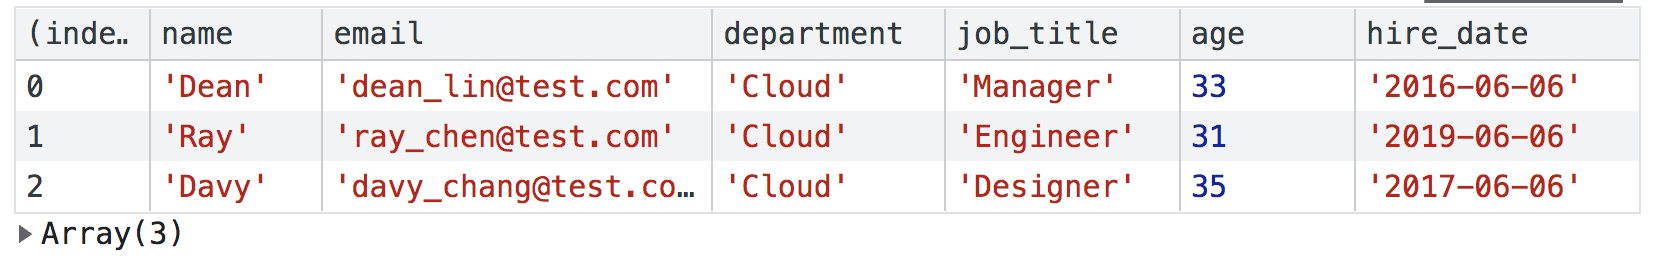 (inde… name email department job_title age hire_date
0 'Dean' 'dean_lin@test.com' 'Cloud' 'Manager' 33 '2016-06-06'
1 'Ray' 'ray_chen@test.com' 'Cloud' 'Engineer' 31 '2019-06-06'
2 'Davy' 'davy_chang@test.co… 'Cloud' 'Designer' 35 '2017-06-06'
▶ Array(3)